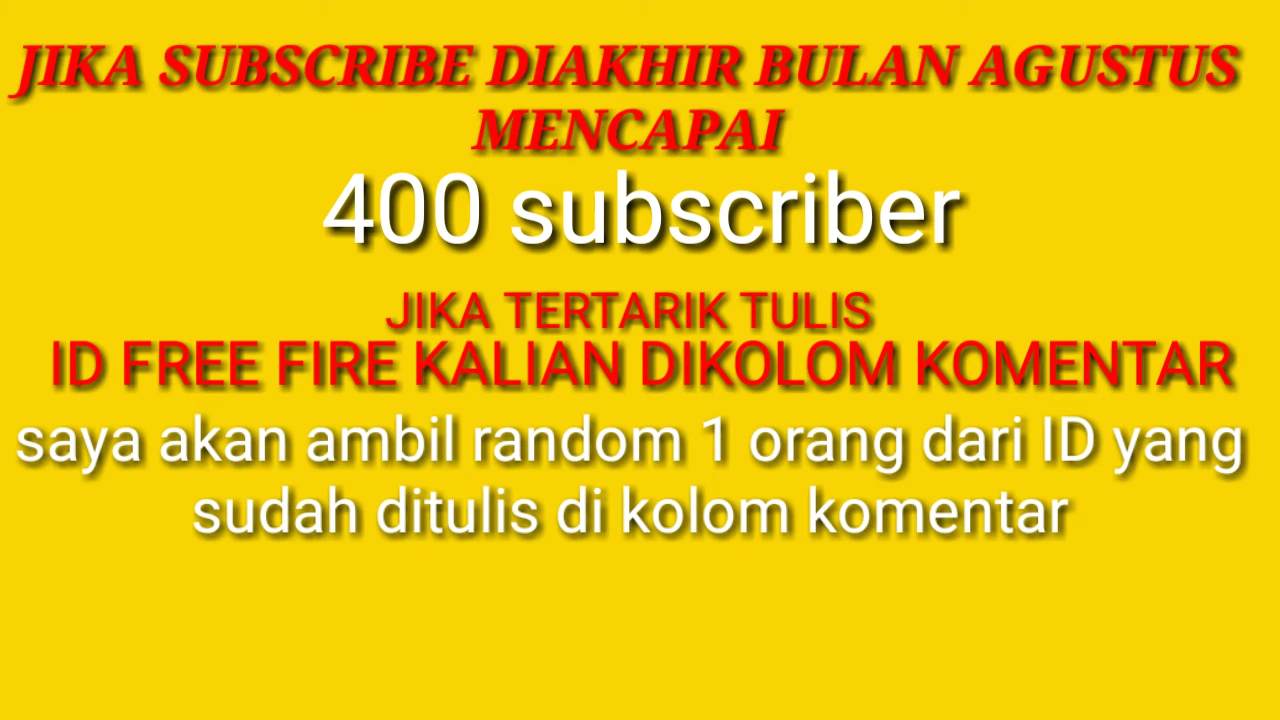 JIKA SUBSCRIBE DIAKHIR BULAN AGUSTUS
MENCAPAI
400 subscriber
JIKA TERTARIK TULIS
ID FREE FIRE KALIAN DIKOLOM KOMENTAR
saya akan ambil random 1 orang dari ID yang
sudah ditulis di kolom komentar